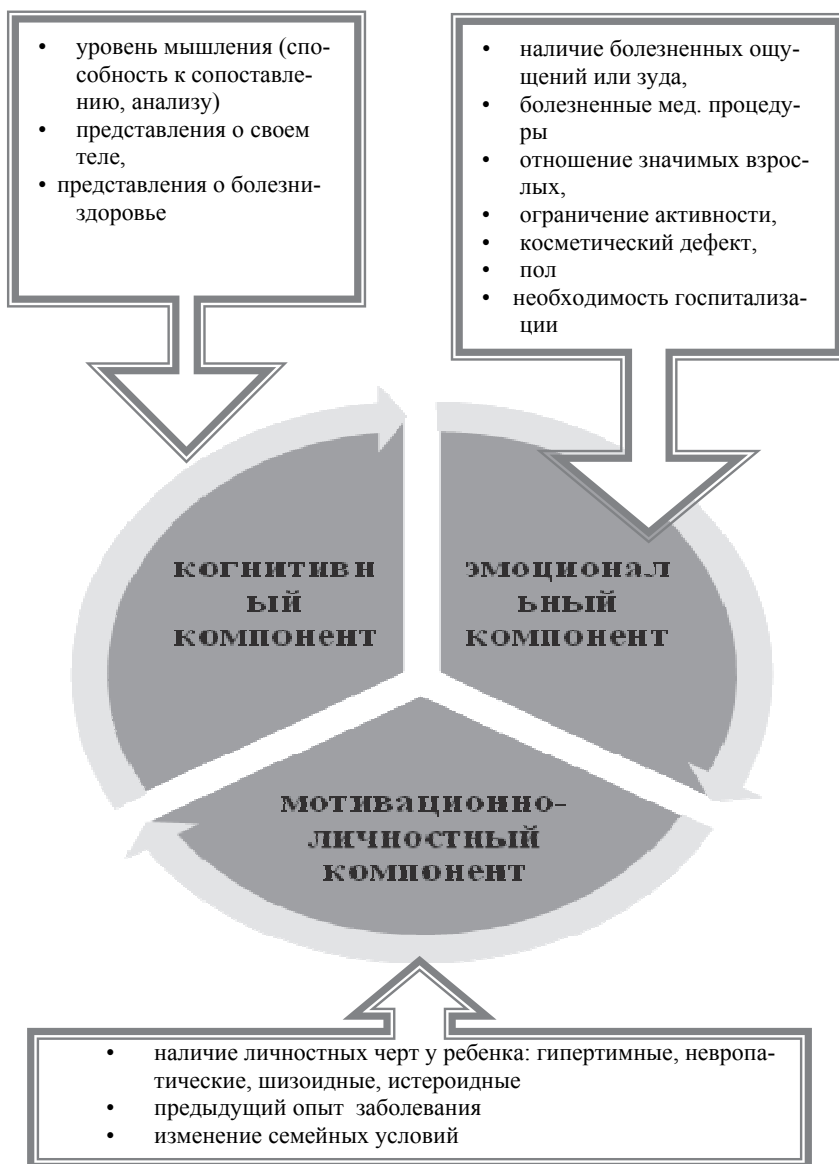 • уровень мышления (спо-
собность к сопоставле-
нию, анализу)
• представления о своем
теле,
• представления о болезни-
здоровье
• наличие болезненных ощу-
щений или зуда,
• болезненные мед. процеду-
ры
• отношение значимых взрос-
лых,
• ограничение активности,
• косметический дефект,
• пол
• необходимость госпитализа-
ции
когнитивн
ый
компонент
эмоционал
ьный
компонент
мотивационно-
личностный
компонент
• наличие личностных черт у ребенка: гипертимные, невропа-
тические, шизоидные, истероидные
• предыдущий опыт заболевания
• изменение семейных условий